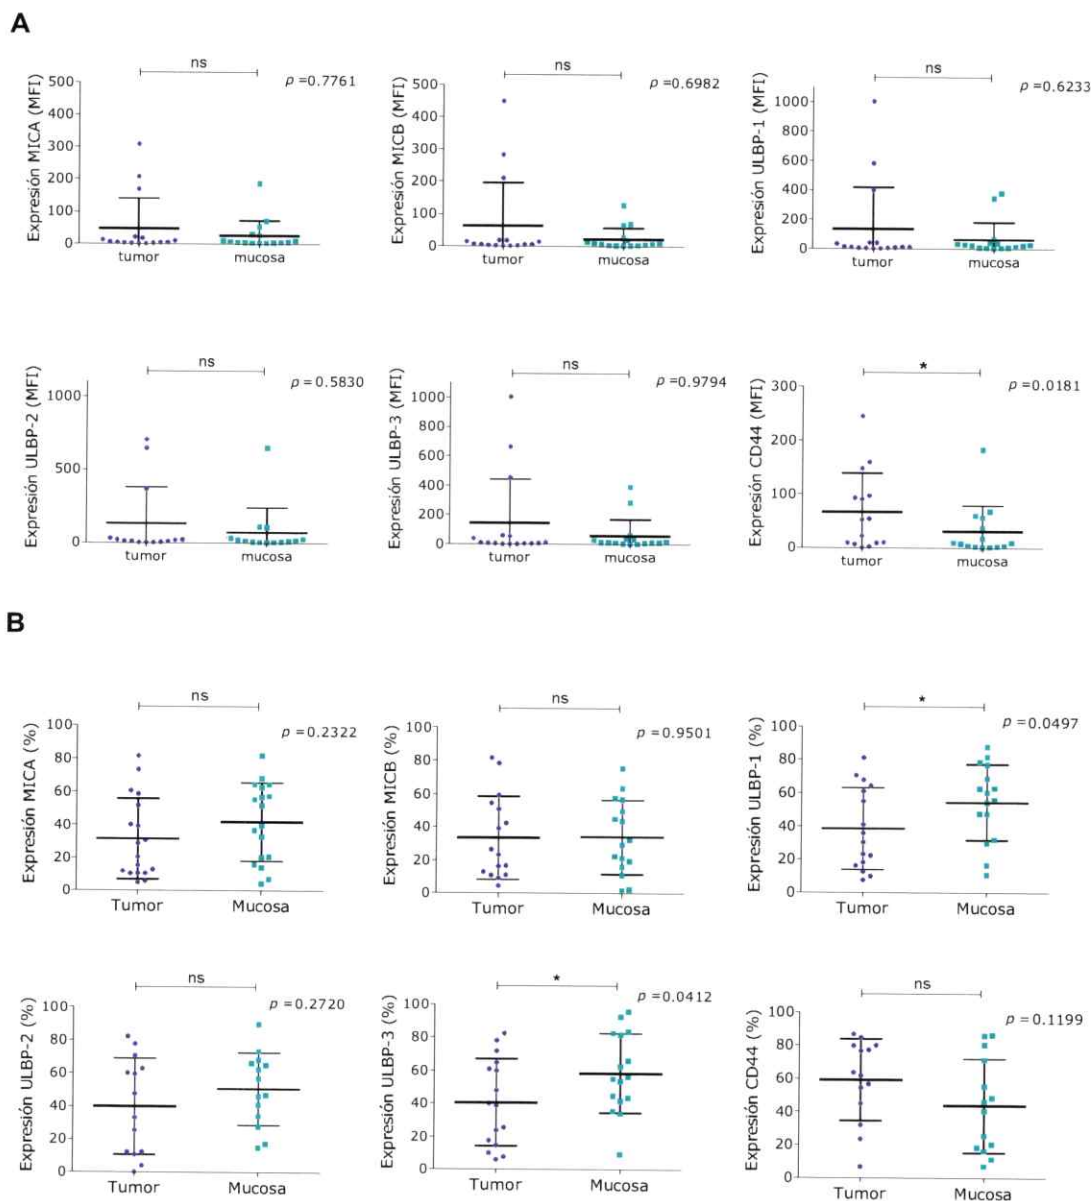 A
ns
p=0.7761
Expresión MICA (MFI)
500
400
300
200
100
0
tumor
mucosa
ns
p=0.6982
Expresión MICB (MFI)
500
400
300
200
100
0
tumor
mucosa
ns
p=0.6233
Expresión ULBP-1 (MFI)
1000
800
600
400
200
0
tumor
mucosa
ns
p=0.5830
Expresión ULBP-2 (MFI)
1000
500
0
tumor
mucosa
ns
p=0.9794
Expresión ULBP-3 (MFI)
1000
800
600
400
200
0
tumor
mucosa
*
p=0.0181
Expresión CD44 (MFI)
300
200
100
0
tumor
mucosa
B
ns
p=0.2322
Expresión MICA (%)
100
80
60
40
20
0
Tumor
Mucosa
ns
p=0.9501
Expresión MICB (%)
100
80
60
40
20
0
Tumor
Mucosa
*
p=0.0497
Expresión ULBP-1 (%)
100
80
60
40
20
0
Tumor
Mucosa
ns
p=0.2720
Expresión ULBP-2 (%)
100
80
60
40
20
0
Tumor
Mucosa
*
p=0.0412
Expresión ULBP-3 (%)
100
80
60
40
20
0
Tumor
Mucosa
ns
p=0.1199
Expresión CD44 (%)
100
80
60
40
20
0
Tumor
Mucosa